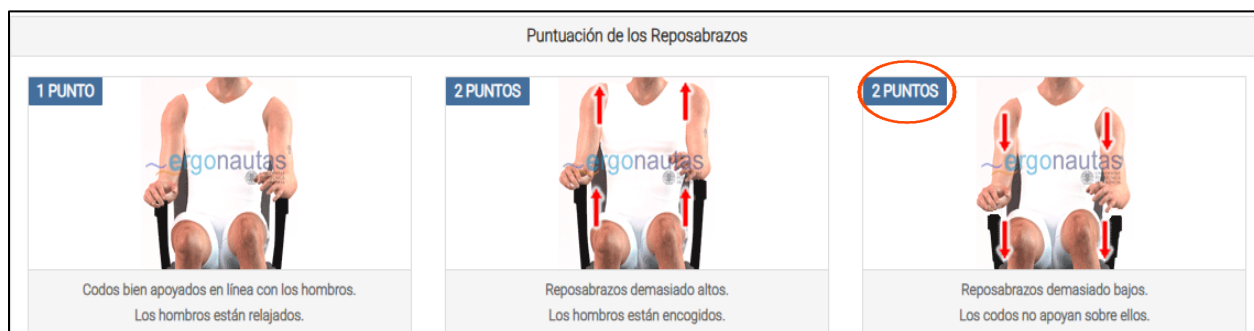 Puntuación de los Reposabrazos
1 PUNTO
ergonautas
Codos bien apoyados en línea con los hombros.
Los hombros están relajados.
2 PUNTOS
ergonautas
Reposabrazos demasiado altos.
Los hombros están encogidos.
2 PUNTOS
ergonautas
Reposabrazos demasiado bajos.
Los codos no apoyan sobre ellos.